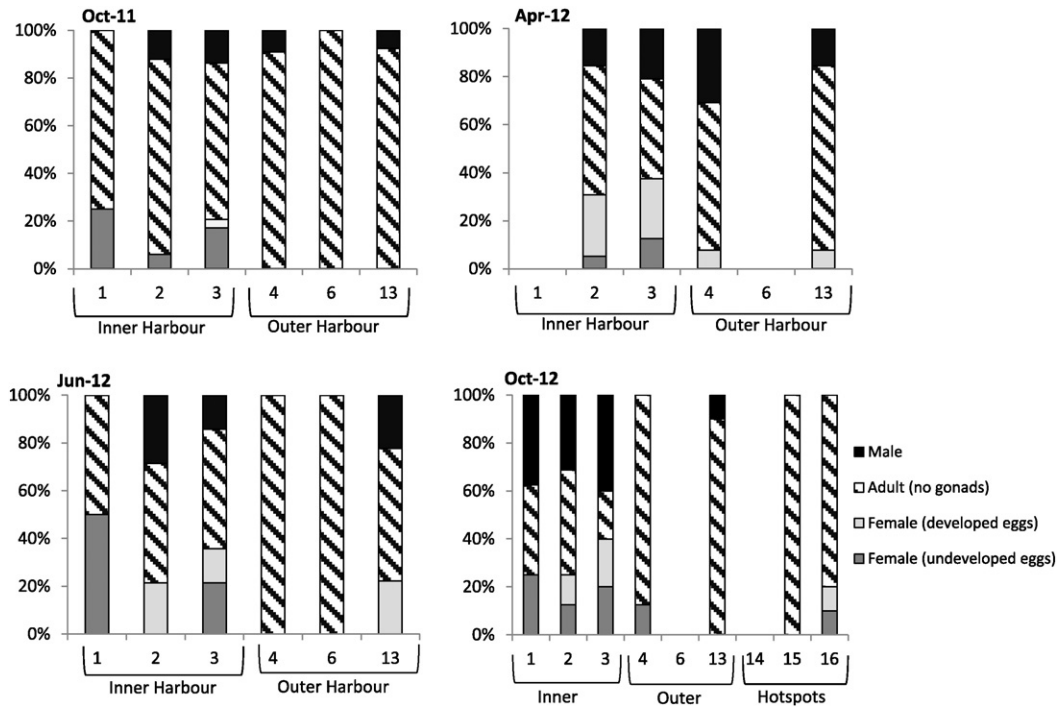 Oct-11
100%
80%
60%
40%
20%
0%
1 2 3 4 6 13
Inner Harbour Outer Harbour
Apr-12
100%
80%
60%
40%
20%
0%
1 2 3 4 6 13
Inner Harbour Outer Harbour
Jun-12
100%
80%
60%
40%
20%
0%
1 2 3 4 6 13
Inner Harbour Outer Harbour
Oct-12
100%
80%
60%
40%
20%
0%
1 2 3 4 6 13 14 15 16
Inner Outer Hotspots
Male
Adult (no gonads)
Female (developed eggs)
Female (undeveloped eggs)